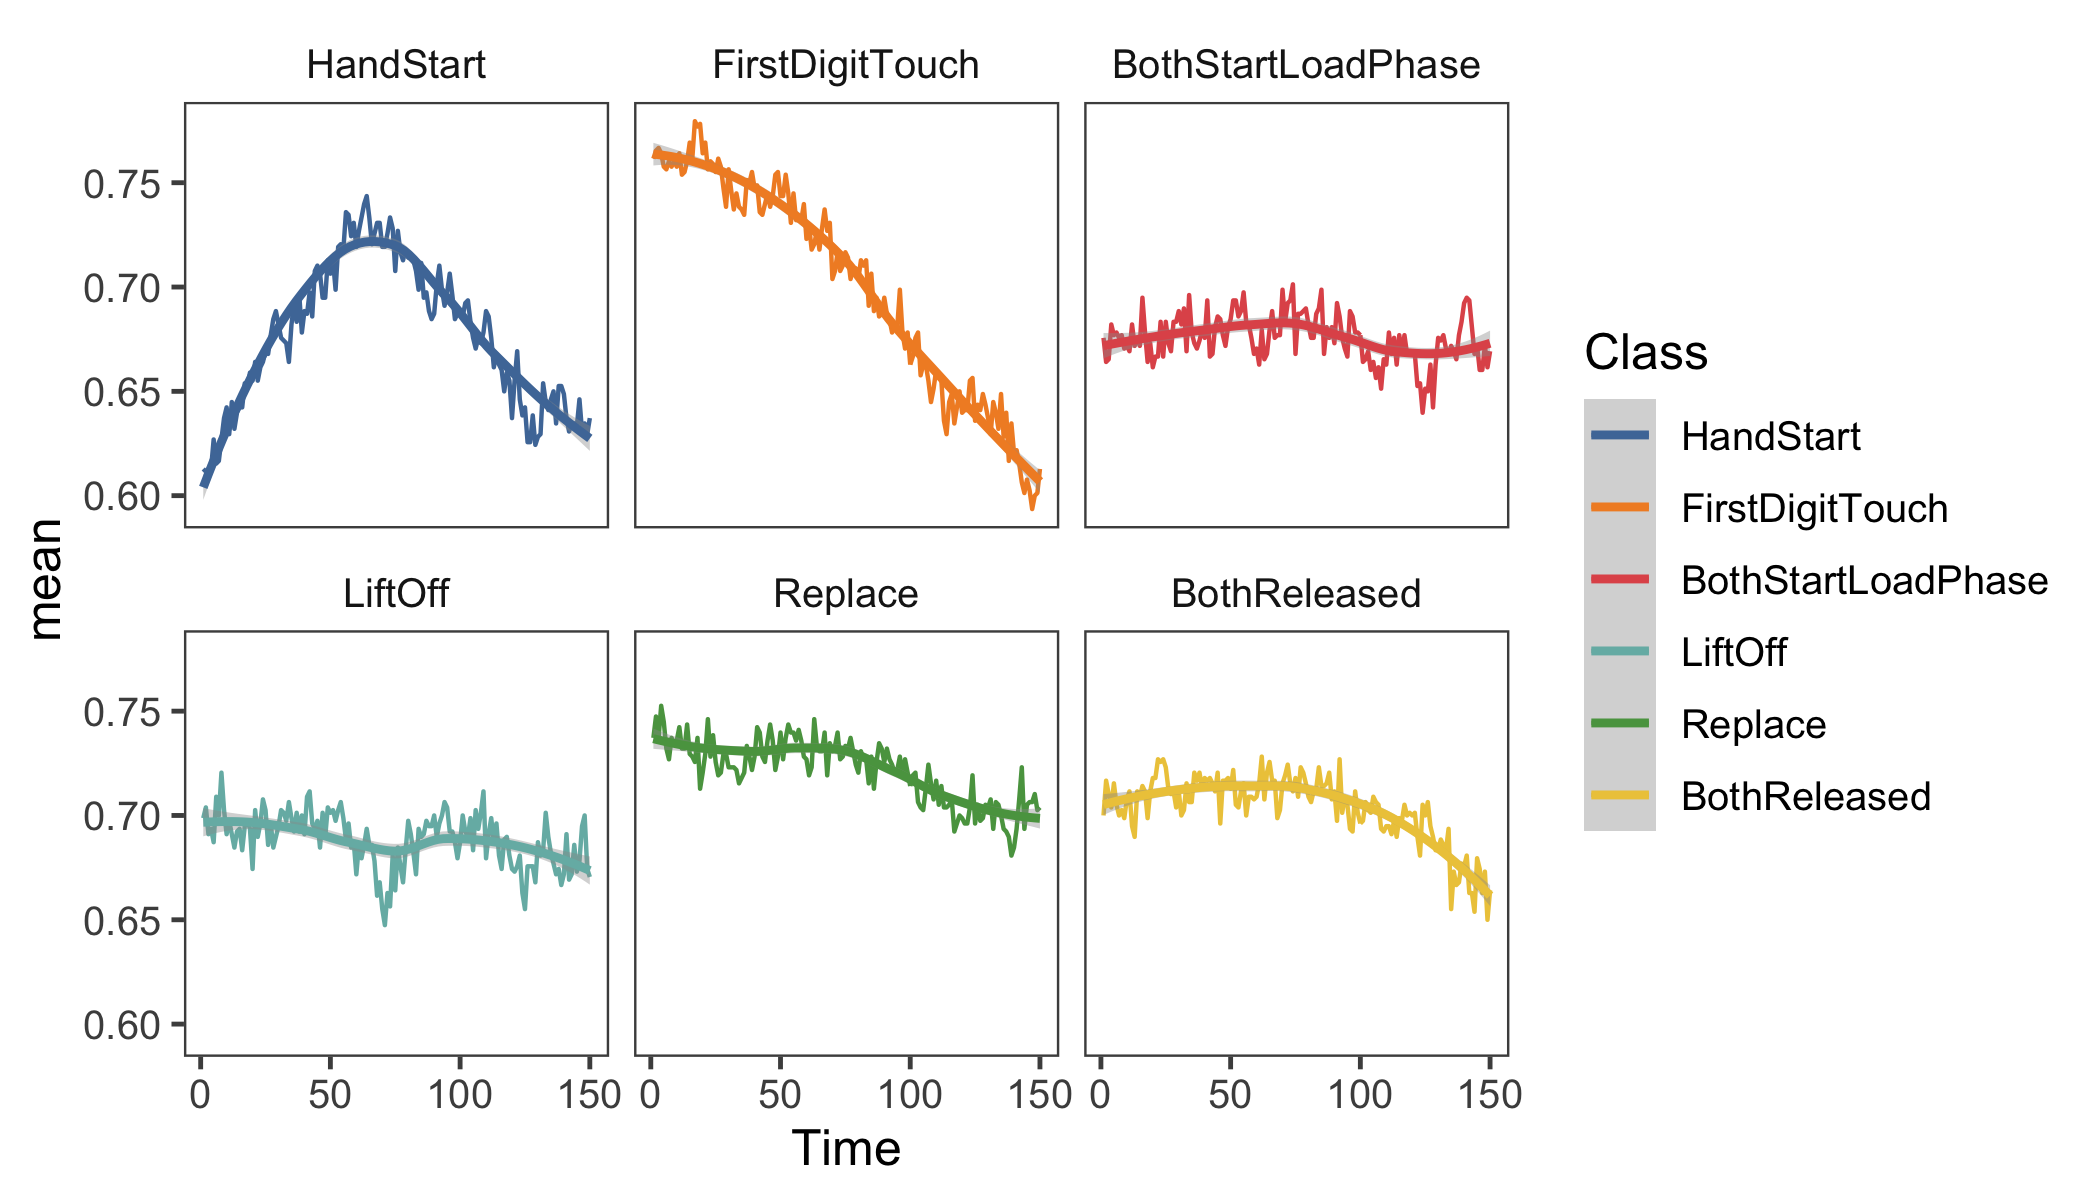 HandStart
FirstDigitTouch
BothStartLoadPhase
0.75
0.70
0.65
0.60
mean
LiftOff
Replace
BothReleased
0.75
0.70
0.65
0.60
0 50 100 150
0 50 100 150
0 50 100 150
Time
Class
HandStart
FirstDigitTouch
BothStartLoadPhase
LiftOff
Replace
BothReleased